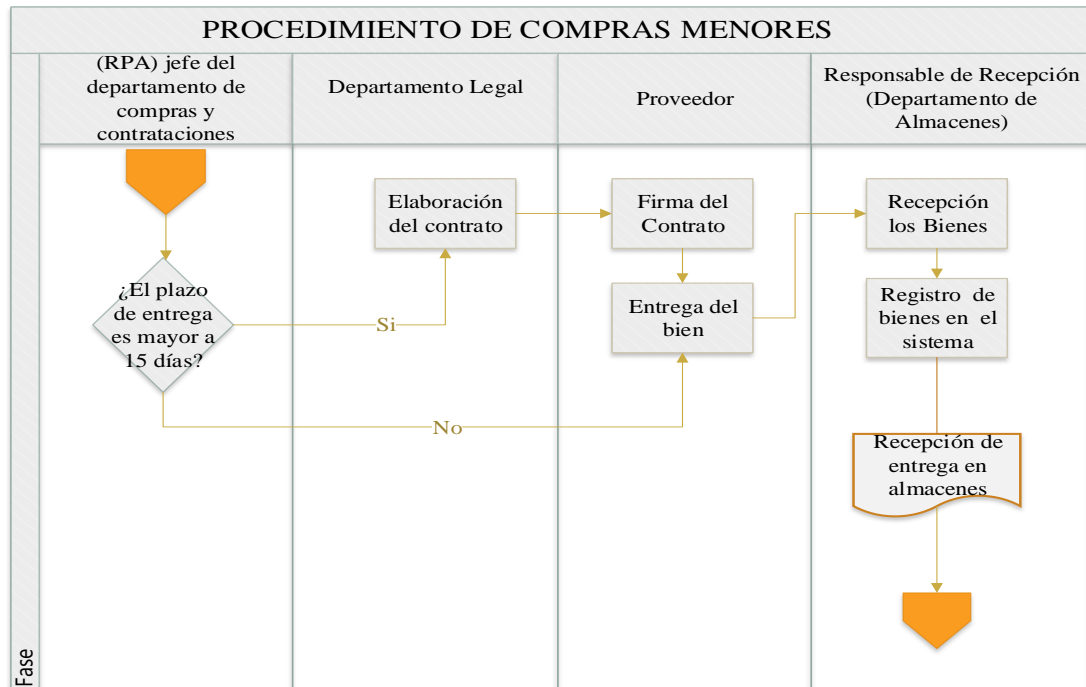 PROCEDIMIENTO DE COMPRAS MENORES
(RPA) jefe del
departamento de
compras y
contrataciones
Departamento Legal
Proveedor
Responsable de Recepción
(Departamento de
Almacenes)
Elaboración
del contrato
Firma del
Contrato
Recepción
los Bienes
¿El plazo
de entrega
es mayor a
15 días?
Si
Entrega del
bien
Registro de
bienes en el
sistema
No
Recepción de
entrega en
almacenes
Fase